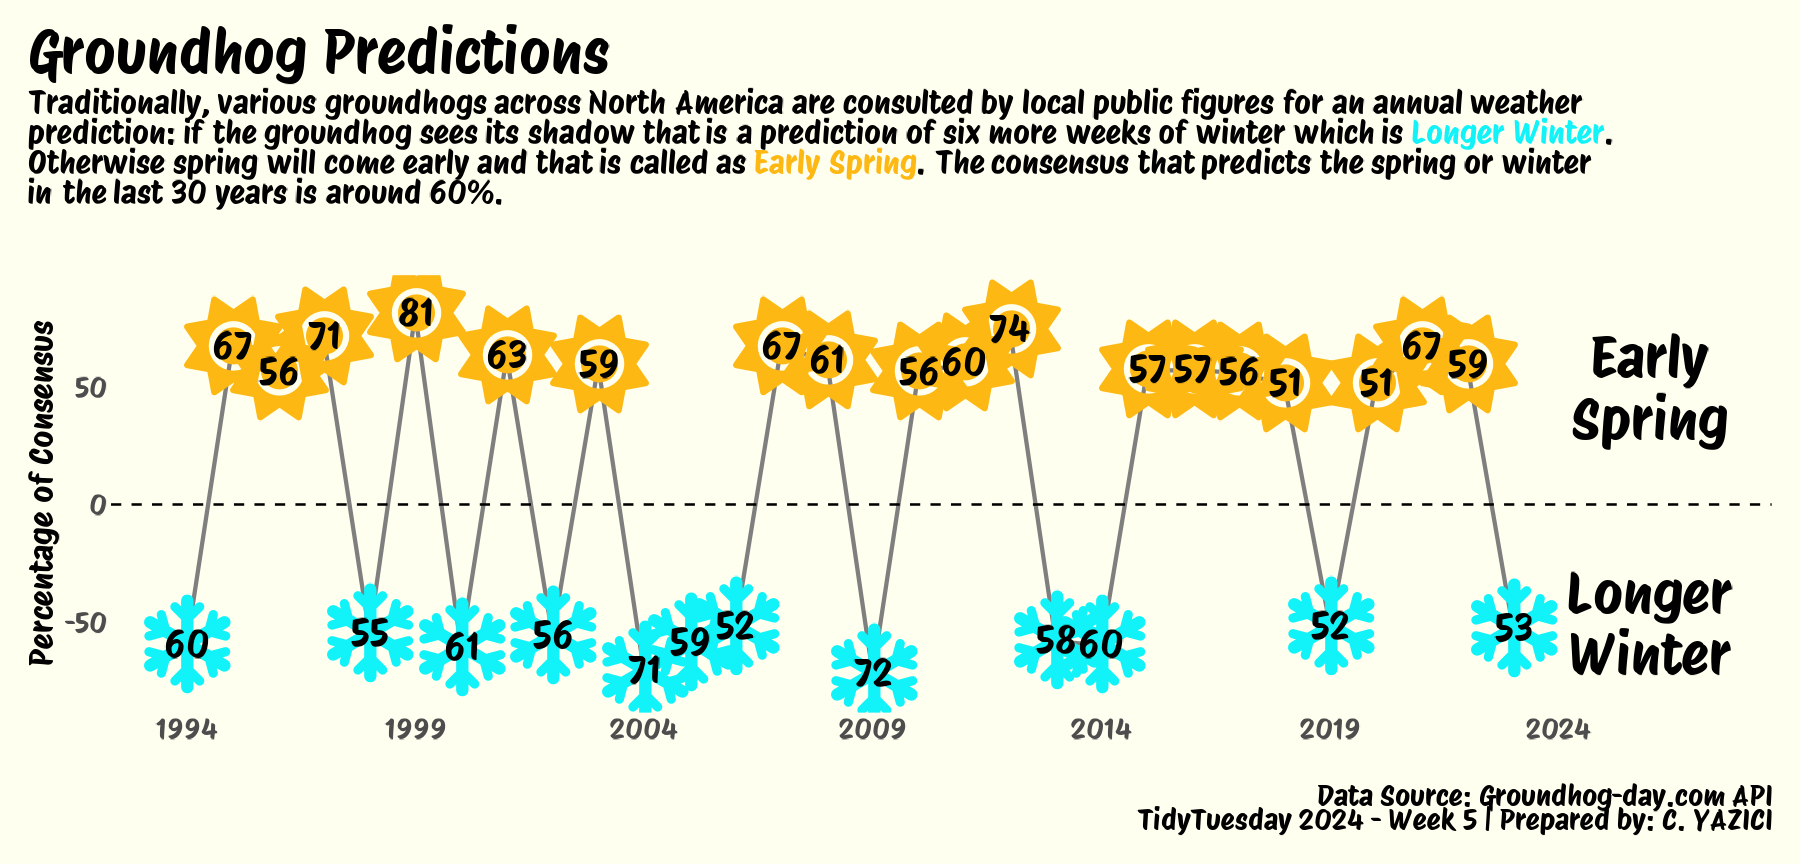 Groundhog Predictions
Traditionally, various groundhogs across North America are consulted by local public figures for an annual weather
prediction: if the groundhog sees its shadow that is a prediction of six more weeks of winter which is Longer Winter.
Otherwise spring will come early and that is called as Early Spring. The consensus that predicts the spring or winter
in the last 30 years is around 60%.
Percentage of Consensus
50
0
-50
60
67
56
71
55
81
61
63
56
59
71
59
52
67
61
72
56
60
74
58
60
57
57
56
51
52
51
67
59
53
Early
Spring
Longer
Winter
1994 1999 2004 2009 2014 2019 2024
Data Source: Groundhog-day.com API
TidyTuesday 2024 - Week 5 | Prepared by: C. YAZICI